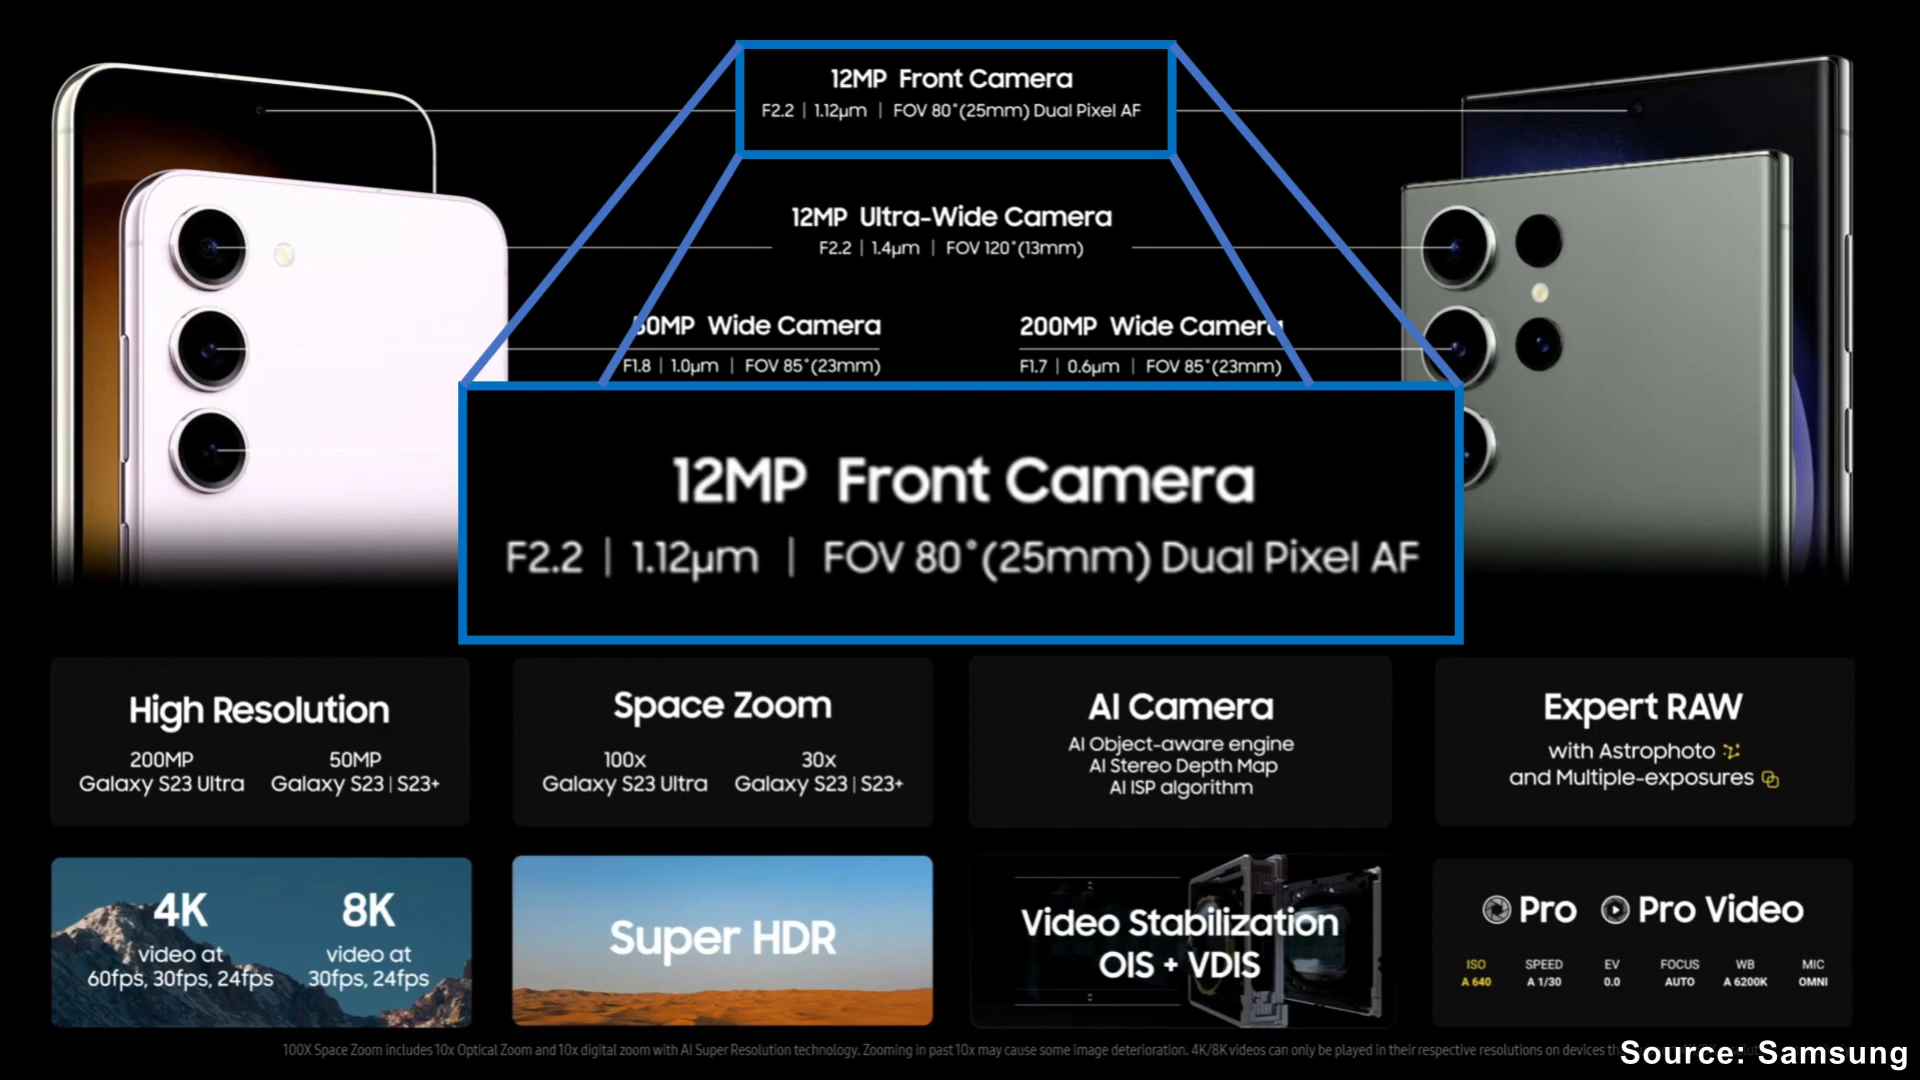 12MP Front Camera
F2.2 | 1.12µm | FOV 80°(25mm) Dual Pixel AF
12MP Ultra-Wide Camera
F2.2 | 1.4µm | FOV 120°(13mm)
50MP Wide Camera
F1.8 | 1.0µm | FOV 85°(23mm)
200MP Wide Camera
F1.7 | 0.6µm | FOV 85°(23mm)
12MP Front Camera
F2.2 | 1.12µm | FOV 80°(25mm) Dual Pixel AF
High Resolution
200MP
Galaxy S23 Ultra
50MP
Galaxy S23 | S23+
Space Zoom
100x
Galaxy S23 Ultra
30x
Galaxy S23 | S23+
AI Camera
AI Object-aware engine
AI Stereo Depth Map
AI ISP algorithm
Expert RAW
with Astrophoto
and Multiple-exposures
4K
video at
60fps, 30fps, 24fps
8K
video at
30fps, 24fps
Super HDR
Video Stabilization
OIS + VDIS
Pro
Pro Video
ISO
A 640
SPEED
A 1/30
EV
0.0
FOCUS
AUTO
WB
A 6200K
MIC
OMNI
100X Space Zoom includes 10x Optical Zoom and 10x digital zoom with AI Super Resolution technology. Zooming in past 10x may cause some image deterioration. 4K/8K videos can only be played in their respective resolutions on devices
Source: Samsung